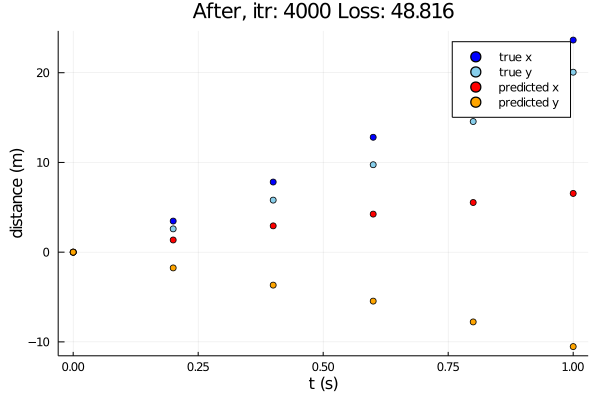 After, itr: 4000 Loss: 48.816
true x
true y
predicted x
predicted y
distance (m)
20
10
0
−10
0.00 0.25 0.50 0.75 1.00
t (s)